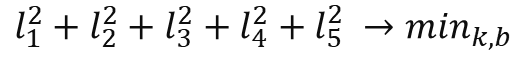 l₁² + l₂² + l₃² + l₄² + l₅² → min_{k,b}